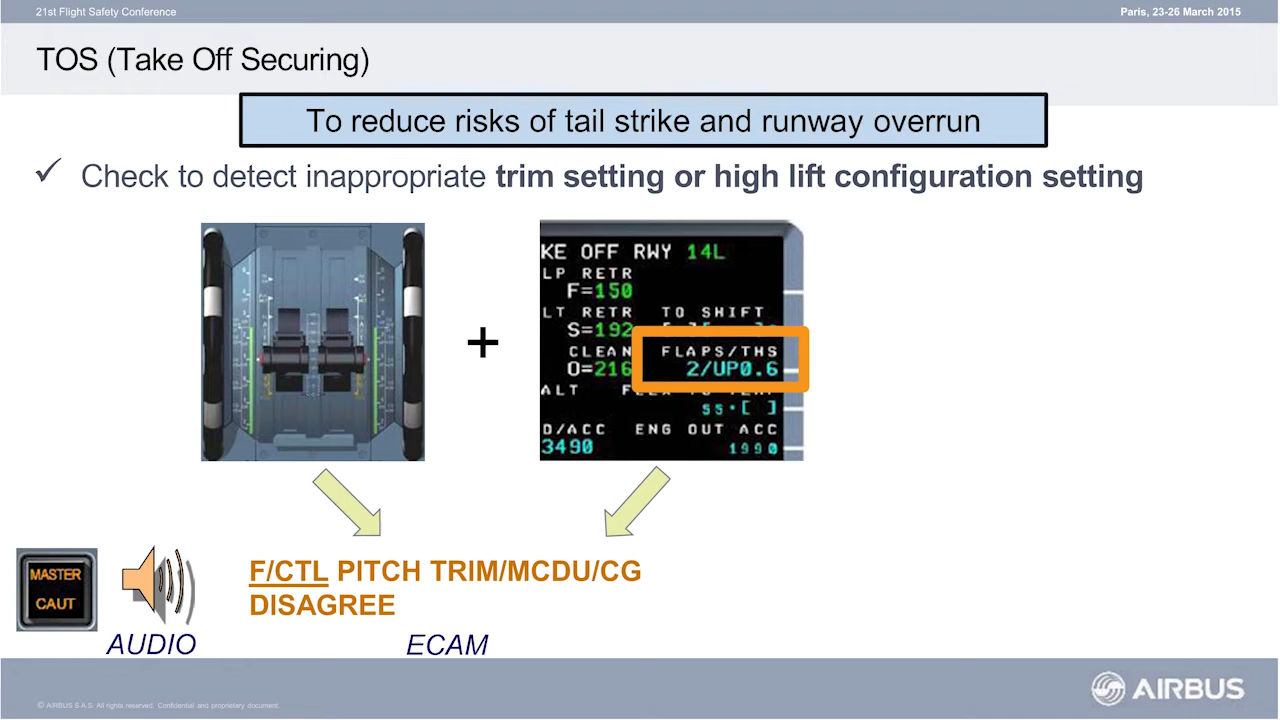 21st Flight Safety Conference
Paris, 23-26 March 2015
TOS (Take Off Securing)
To reduce risks of tail strike and runway overrun
✓ Check to detect inappropriate trim setting or high lift configuration setting
KE OFF RWY 14L
LP RETR
F=150
LT RETR TO SHIFT
S=192
CLEAN FLAPS/THS
O=216 2/UP0.6
ALT
55°[ ]
D/ACC ENG OUT ACC
3490 1990
+
F/CTL PITCH TRIM/MCDU/CG
DISAGREE
MASTER
CAUT
AUDIO
ECAM
AIRBUS
© AIRBUS S.A.S. All rights reserved. Confidential and proprietary document.